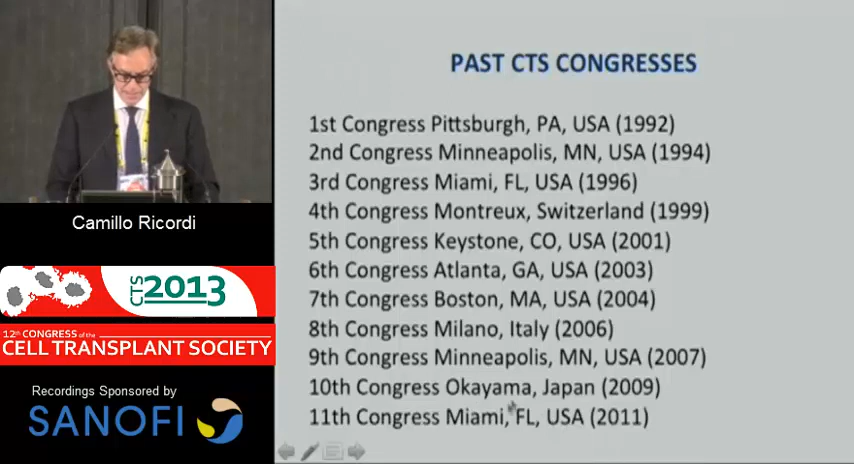 Camillo Ricordi
CTS 2013
12th CONGRESS of the
CELL TRANSPLANT SOCIETY
Recordings Sponsored by
SANOFI
PAST CTS CONGRESSES
1st Congress Pittsburgh, PA, USA (1992)
2nd Congress Minneapolis, MN, USA (1994)
3rd Congress Miami, FL, USA (1996)
4th Congress Montreux, Switzerland (1999)
5th Congress Keystone, CO, USA (2001)
6th Congress Atlanta, GA, USA (2003)
7th Congress Boston, MA, USA (2004)
8th Congress Milano, Italy (2006)
9th Congress Minneapolis, MN, USA (2007)
10th Congress Okayama, Japan (2009)
11th Congress Miami, FL, USA (2011)